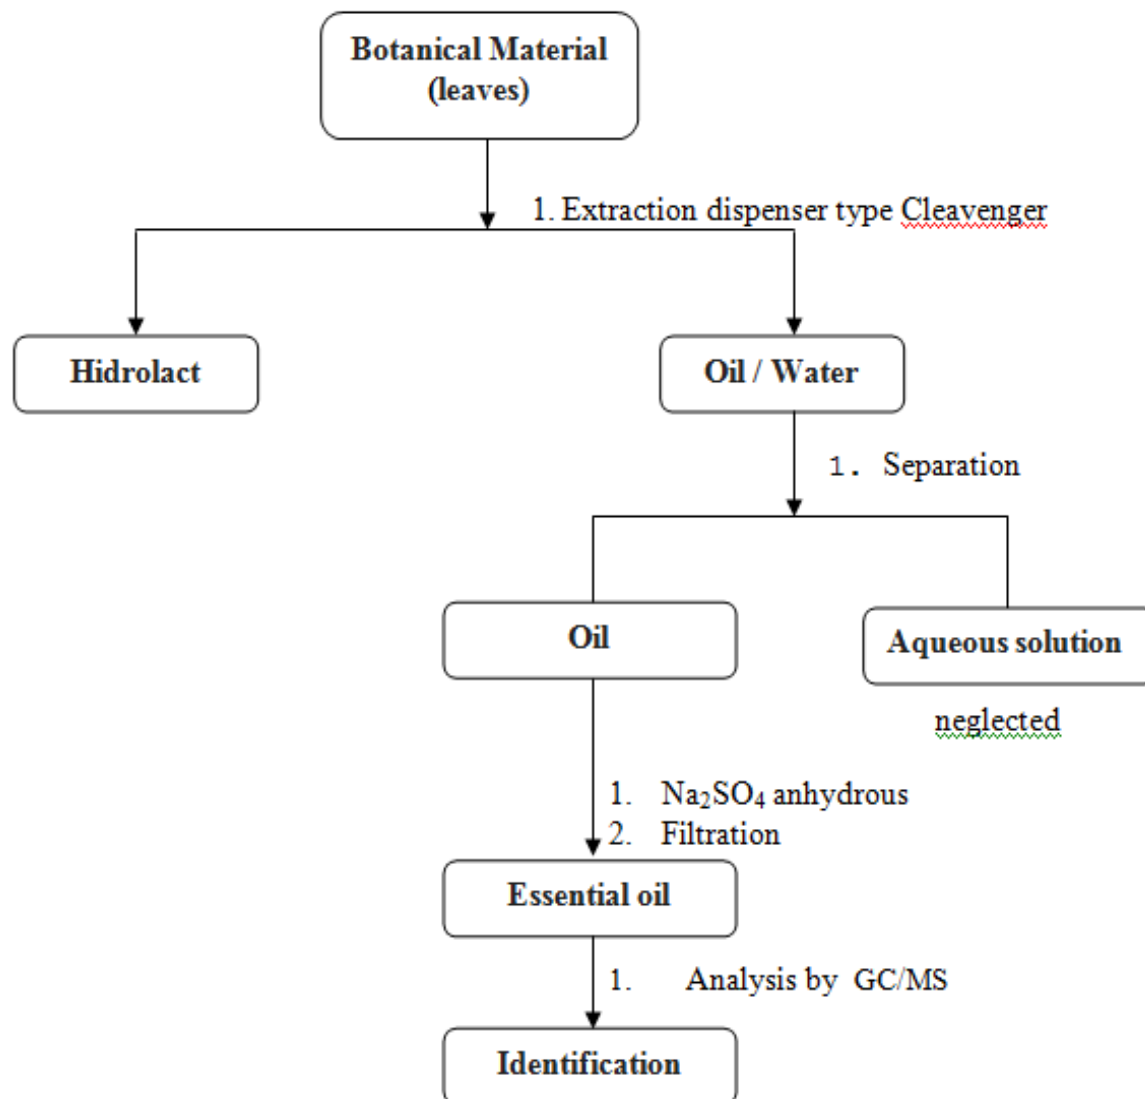 Botanical Material
(leaves)
1. Extraction dispenser type Cleavenger
Hidrolact
Oil / Water
1. Separation
Oil
Aqueous solution
neglected
1. Na₂SO₄ anhydrous
2. Filtration
Essential oil
1. Analysis by GC/MS
Identification